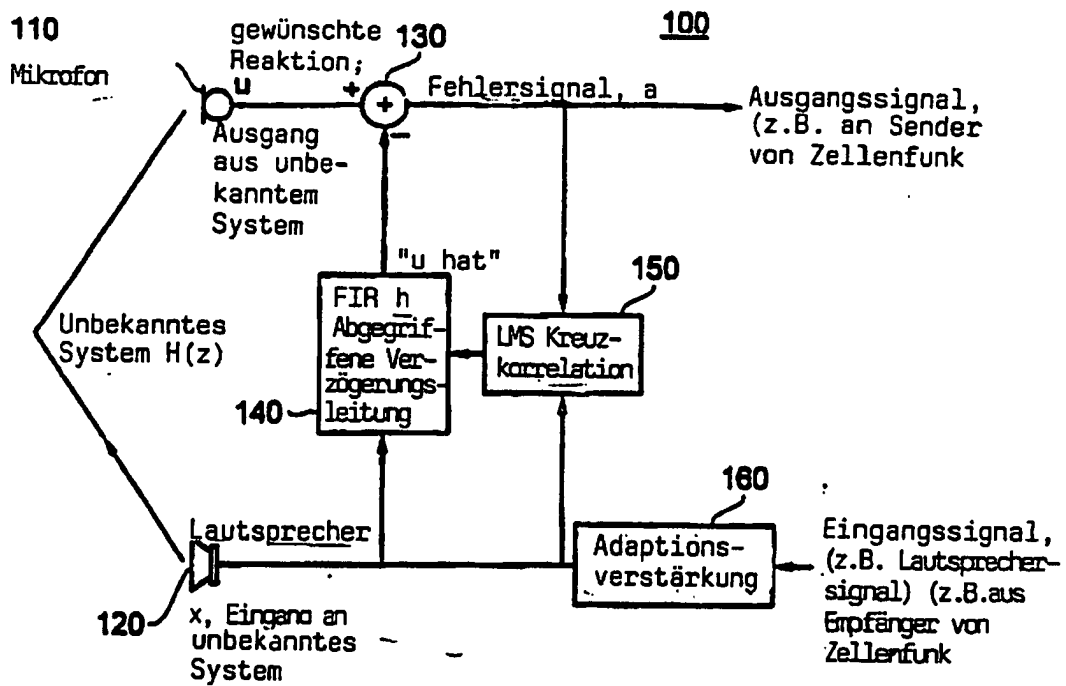 110
Mikrofon
100
gewünschte
Reaktion;
130
u
+
+
−
Fehlersignal, a
Ausgangssignal,
(z.B. an Sender
von Zellenfunk
Ausgang
aus unbe-
kanntem
System
"u hat"
150
FIR h
Abgegrif-
fene Ver-
zögerungs-
leitung
LMS Kreuz-
korrelation
Unbekanntes
System H(z)
140
160
Lautsprecher
Adaptions-
verstärkung
Eingangssignal,
(z.B. Lautsprecher-
signal) (z.B.aus
Empfänger von
Zellenfunk
120
x, Eingang an
unbekanntes
System